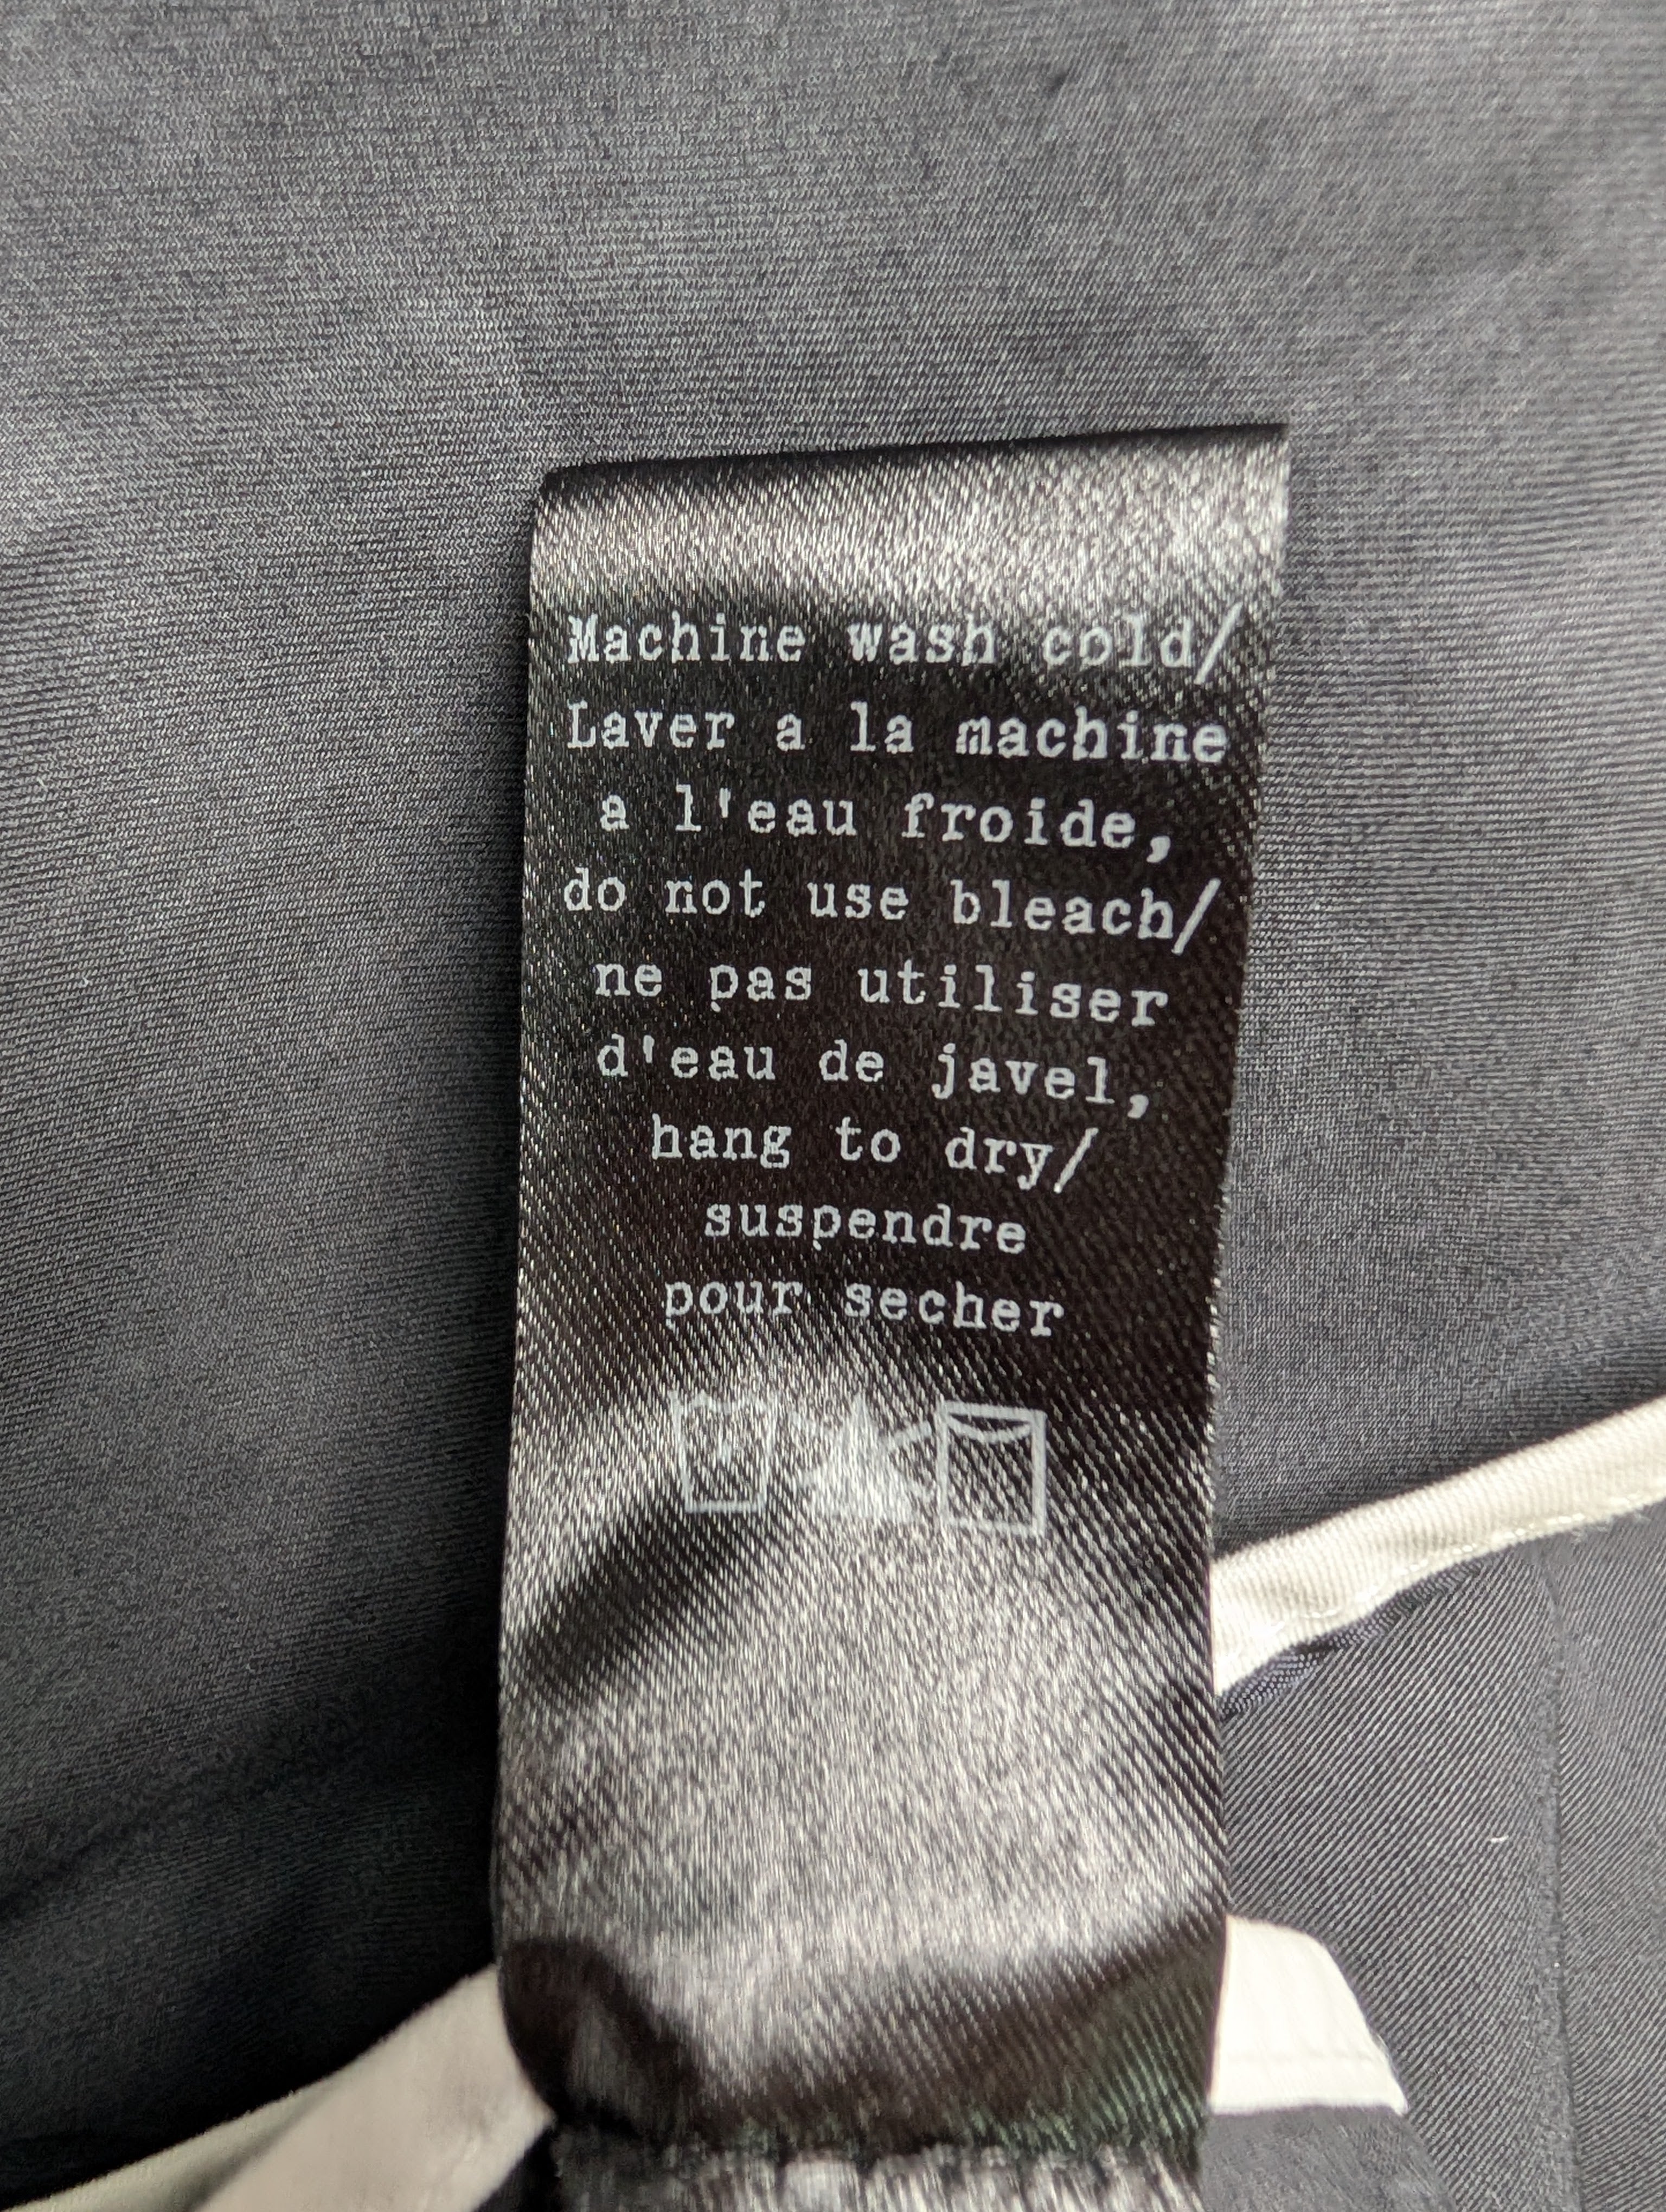 Machine wash cold/
Laver a la machine
a l'eau froide,
do not use bleach/
ne pas utiliser
d'eau de javel,
hang to dry/
suspendre
pour secher